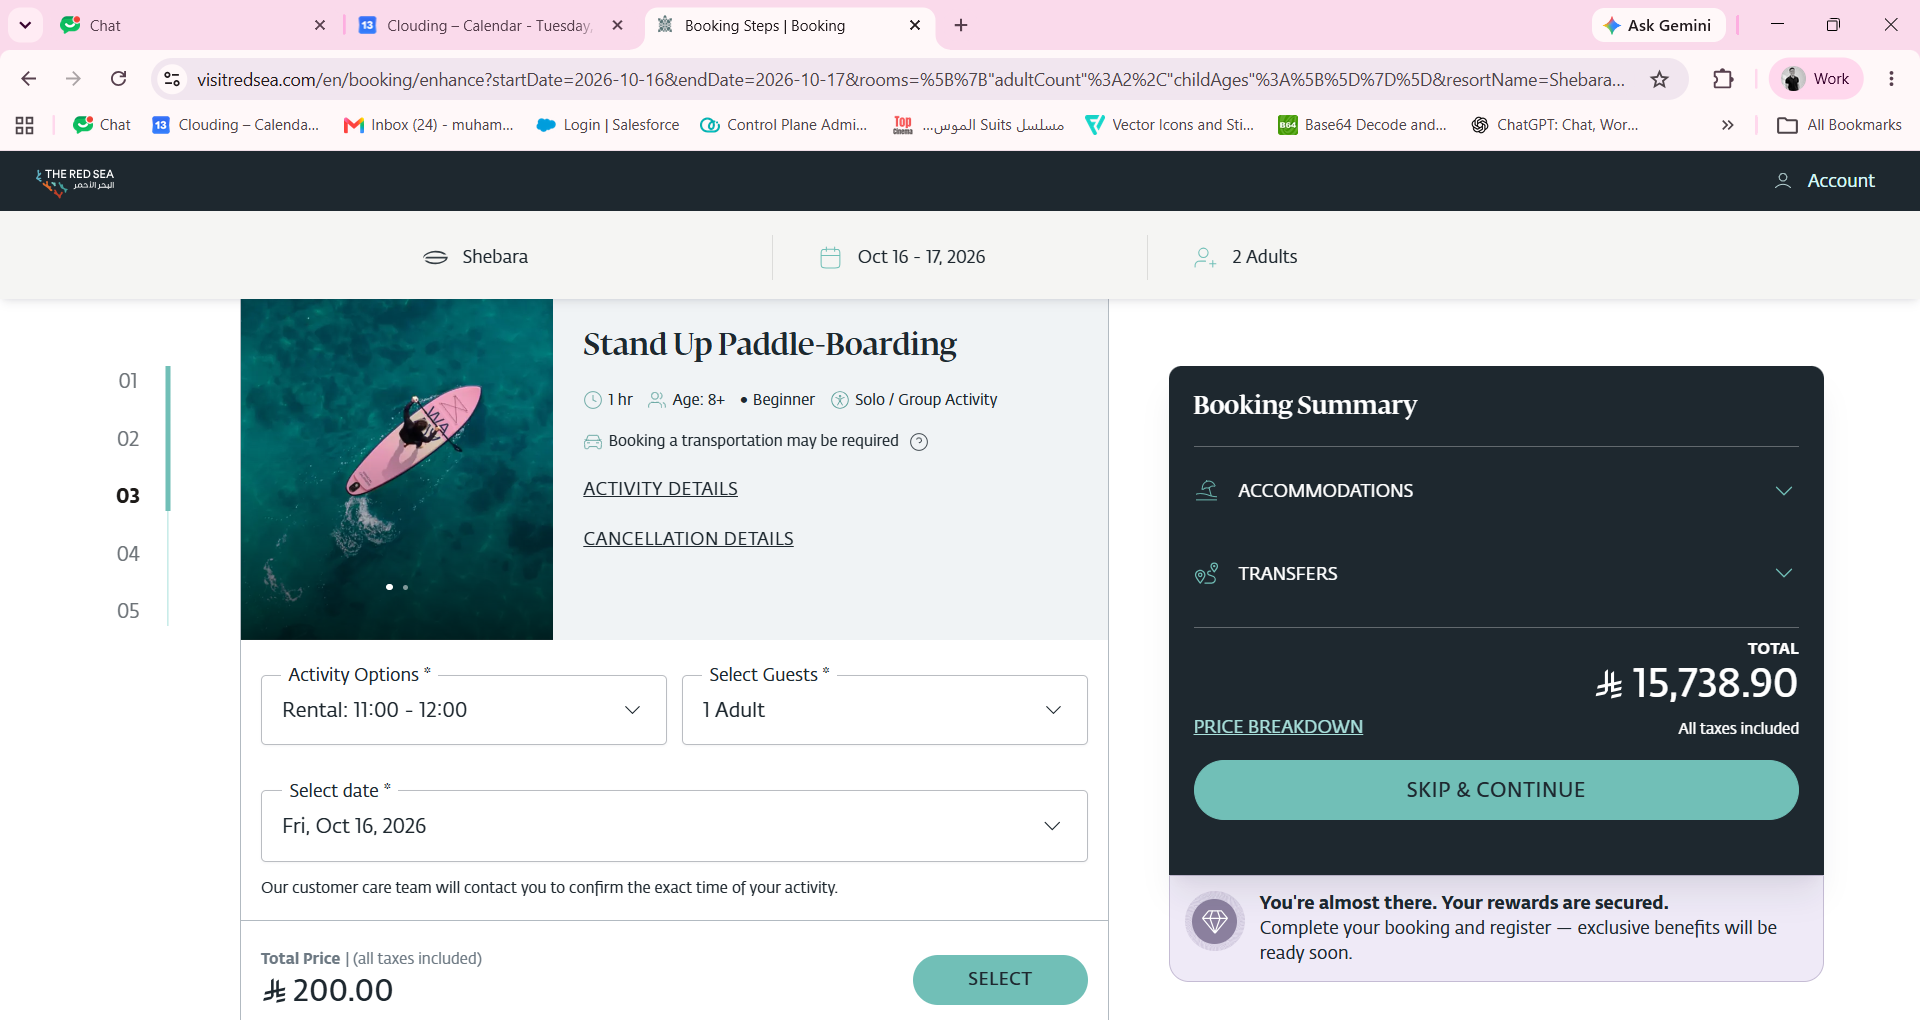 Chat
Clouding – Calendar - Tuesday,
Booking Steps | Booking
Ask Gemini
visitredsea.com/en/booking/enhance?startDate=2026-10-16&endDate=2026-10-17&rooms=%5B%7B"adultCount"%3A2%2C"childAges"%3A%5B%5D%7D%5D&resortName=Shebara...
Work
Chat
13 Clouding – Calenda...
Inbox (24) - muham...
Login | Salesforce
Control Plane Admi...
Top Cinema مسلسل Suits الموس...
Vector Icons and Sti...
B64 Base64 Decode and...
ChatGPT: Chat, Wor...
All Bookmarks
THE RED SEA
البحر الأحمر
Account
Shebara
Oct 16 - 17, 2026
2 Adults
01
02
03
04
05
WA
Stand Up Paddle-Boarding
1 hr Age: 8+ • Beginner Solo / Group Activity
Booking a transportation may be required ?
ACTIVITY DETAILS
CANCELLATION DETAILS
Activity Options *
Rental: 11:00 - 12:00
Select Guests *
1 Adult
Select date *
Fri, Oct 16, 2026
Our customer care team will contact you to confirm the exact time of your activity.
Total Price | (all taxes included)
200.00
SELECT
Booking Summary
ACCOMMODATIONS
TRANSFERS
TOTAL
15,738.90
PRICE BREAKDOWN
All taxes included
SKIP & CONTINUE
You're almost there. Your rewards are secured.
Complete your booking and register — exclusive benefits will be
ready soon.